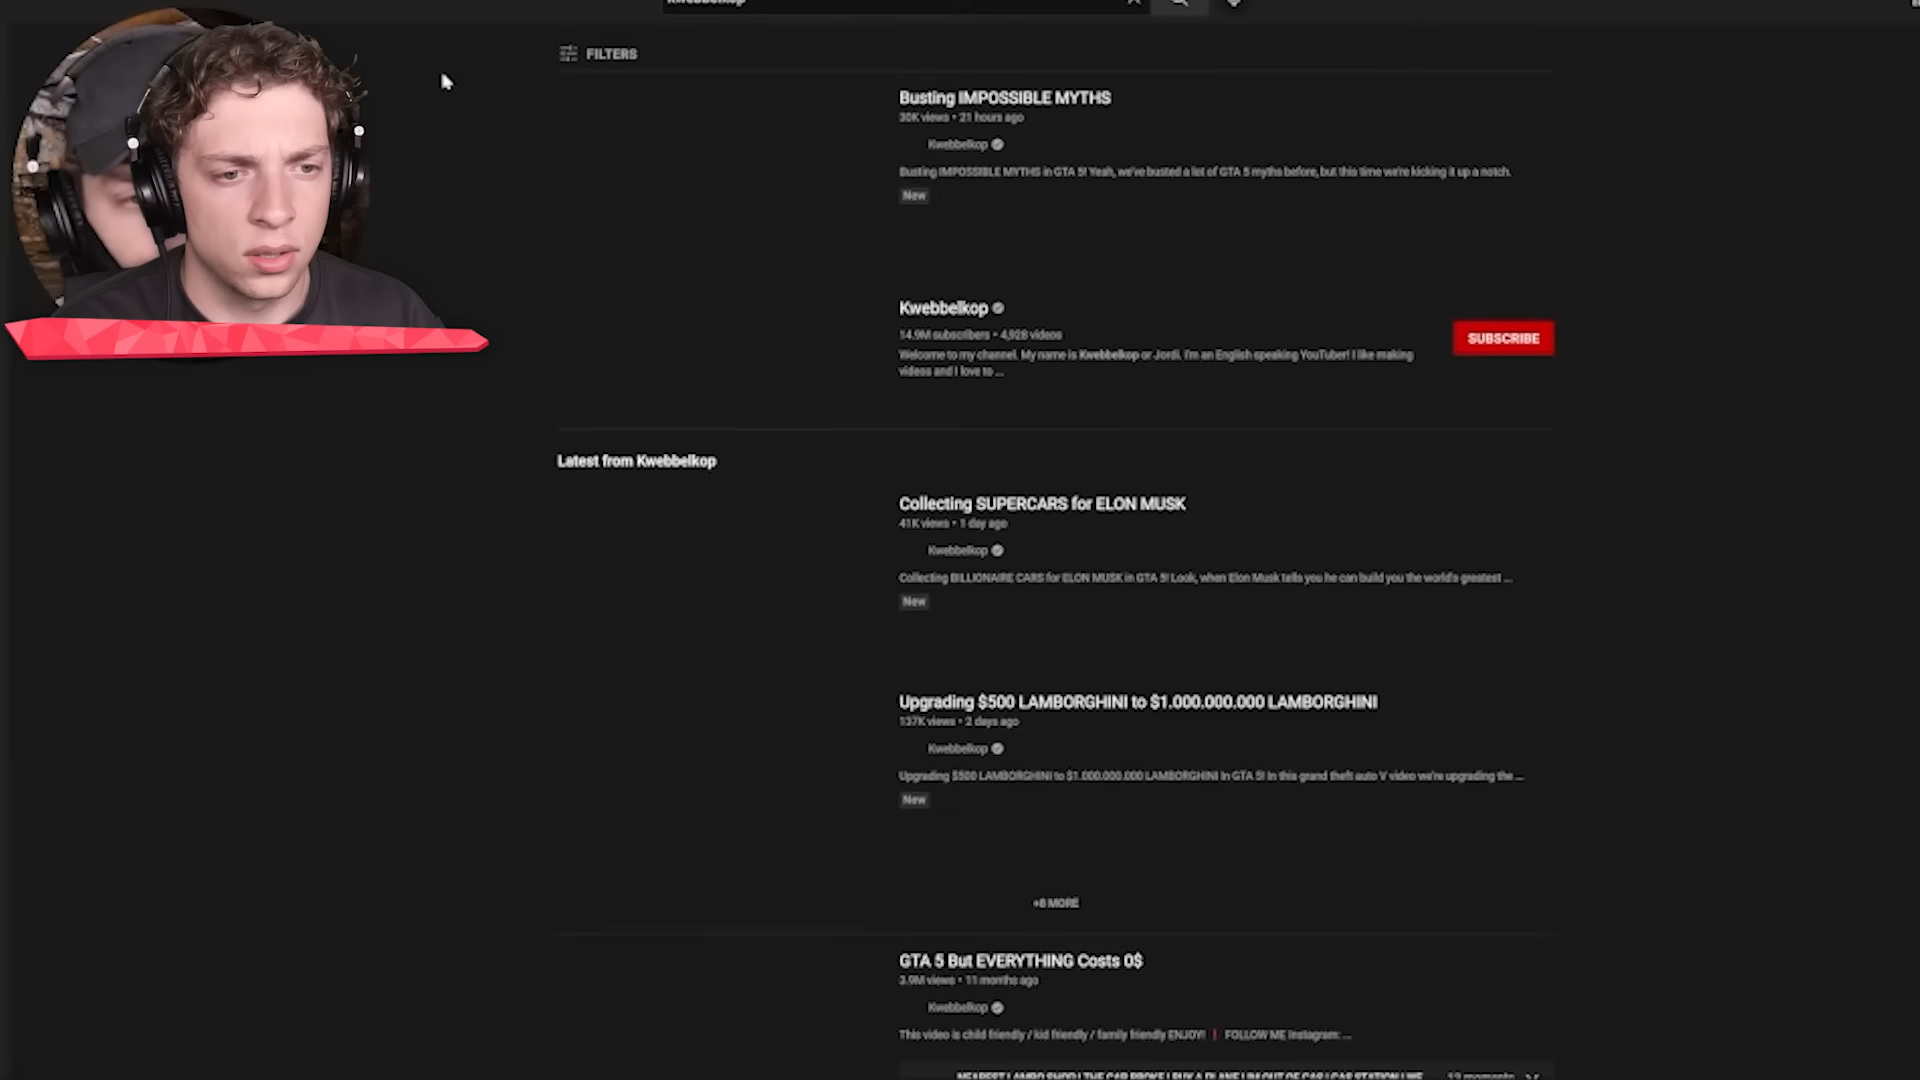 FILTERS
Busting IMPOSSIBLE MYTHS
30K views • 21 hours ago
Kwebbelkop
Busting IMPOSSIBLE MYTHS in GTA 5! Yeah, we've busted a lot of GTA 5 myths before, but this time we're kicking it up a notch.
New
Kwebbelkop
14.9M subscribers • 4,928 videos
Welcome to my channel. My name is Kwebbelkop or Jordi. I'm an English speaking YouTuber! I like making
videos and I love to ...
SUBSCRIBE
Latest from Kwebbelkop
Collecting SUPERCARS for ELON MUSK
41K views • 1 day ago
Kwebbelkop
Collecting BILLIONAIRE CARS for ELON MUSK in GTA 5! Look, when Elon Musk tells you he can build you the world's greatest ...
New
Upgrading $500 LAMBORGHINI to $1.000.000.000 LAMBORGHINI
137K views • 2 days ago
Kwebbelkop
Upgrading $500 LAMBORGHINI to $1.000.000.000 LAMBORGHINI In GTA 5! In this grand theft auto V video we're upgrading the ...
New
+8 MORE
GTA 5 But EVERYTHING Costs 0$
3.9M views • 11 months ago
Kwebbelkop
This video is child friendly / kid friendly / family friendly ENJOY! ❗ FOLLOW ME Instagram: ...